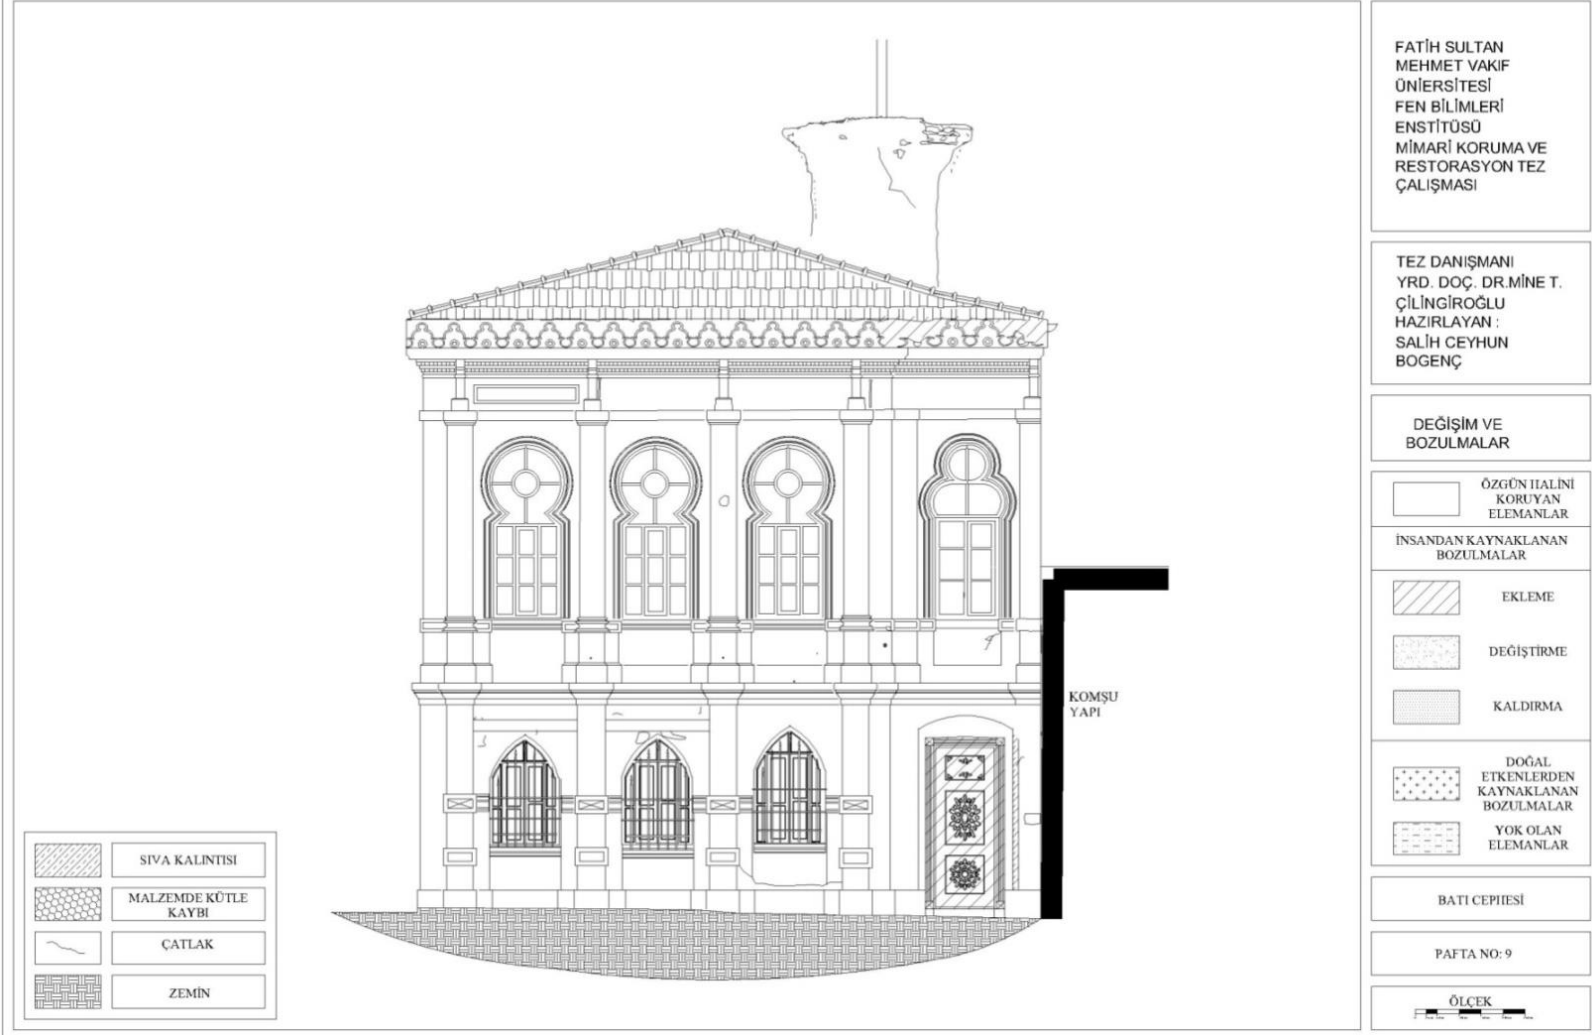 FATİH SULTAN
MEHMET VAKIF
ÜNİERSİTESİ
FEN BİLİMLERİ
ENSTİTÜSÜ
MİMARİ KORUMA VE
RESTORASYON TEZ
ÇALIŞMASI
TEZ DANIŞMANI
YRD. DOÇ. DR.MİNE T.
ÇİLİNGİROĞLU
HAZIRLAYAN :
SALİH CEYHUN
BOGENÇ
DEĞİŞİM VE
BOZULMALAR
ÖZGÜN HALİNİ
KORUYAN
ELEMANLAR
İNSANDAN KAYNAKLANAN
BOZULMALAR
EKLEME
DEĞİŞTİRME
KALDIRMA
DOĞAL
ETKENLERDEN
KAYNAKLANAN
BOZULMALAR
YOK OLAN
ELEMANLAR
BATI CEPHESİ
PAFTA NO: 9
ÖLÇEK
KOMŞU
YAPI
SIVA KALINTISI
MALZEMDE KÜTLE
KAYBI
ÇATLAK
ZEMİN